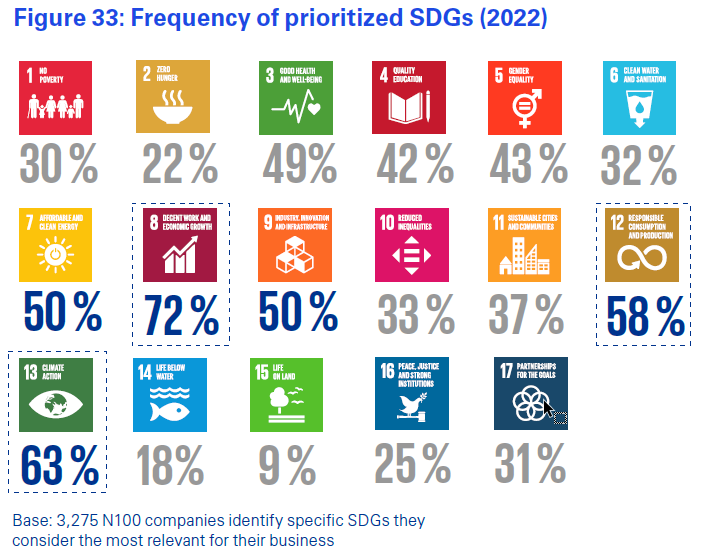 Figure 33: Frequency of prioritized SDGs (2022)
1 NO
POVERTY
30 %
2 ZERO
HUNGER
22 %
3 GOOD HEALTH
AND WELL-BEING
49%
4 QUALITY
EDUCATION
42 %
5 GENDER
EQUALITY
43 %
6 CLEAN WATER
AND SANITATION
32 %
7 AFFORDABLE AND
CLEAN ENERGY
50 %
8 DECENT WORK AND
ECONOMIC GROWTH
72 %
9 INDUSTRY, INNOVATION
AND INFRASTRUCTURE
50 %
10 REDUCED
INEQUALITIES
33 %
11 SUSTAINABLE CITIES
AND COMMUNITIES
37 %
12 RESPONSIBLE
CONSUMPTION
AND PRODUCTION
58 %
13 CLIMATE
ACTION
63 %
14 LIFE BELOW
WATER
18%
15 LIFE
ON LAND
9 %
16 PEACE, JUSTICE
AND STRONG
INSTITUTIONS
25 %
17 PARTNERSHIPS
FOR THE GOALS
31 %
Base: 3,275 N100 companies identify specific SDGs they
consider the most relevant for their business